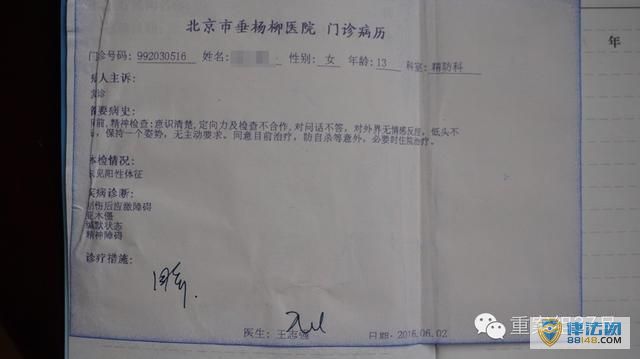 北京市垂杨柳医院 门诊病历
门诊号码: 992030516 姓名: 性别: 女 年龄: 13 科室: 精防科
病人主诉:
复诊
简要病史:
目前,精神检查:意识清楚,定向力及检查不合作,对问话不答,对外界无情感反应,低头不
,保持一个姿势,无主动要求。同意目前治疗,防自杀等意外,必要时住院治疗。
体检情况:
未见阳性体征
疾病诊断:
创伤后应激障碍
亚木僵
缄默状态
精神障碍
诊疗措施:
医生: 王志强 日期: 2016.06.02
年
重案组37号
律法网
88148.com